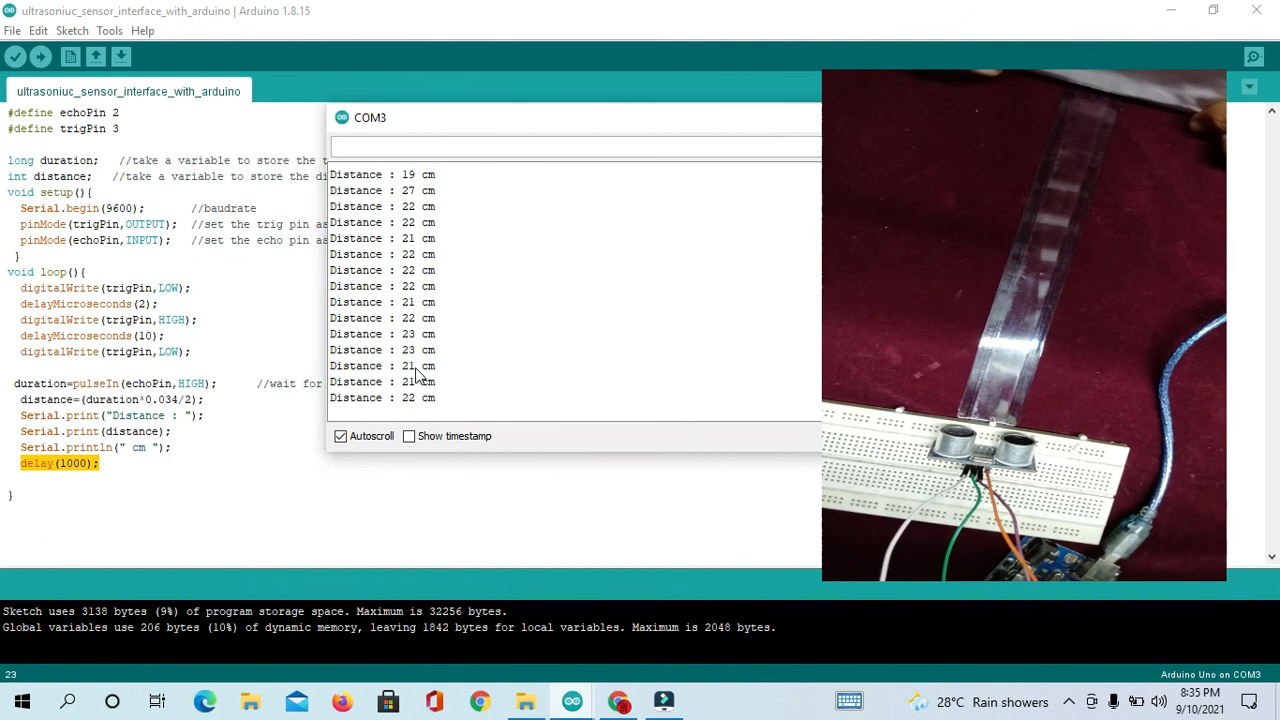 ultrasoniuc_sensor_interface_with_arduino | Arduino 1.8.15
File Edit Sketch Tools Help
ultrasoniuc_sensor_interface_with_arduino
#define echoPin 2
#define trigPin 3
long duration; //take a variable to store the t
int distance; //take a variable to store the di
void setup(){
Serial.begin(9600); //baudrate
pinMode(trigPin,OUTPUT); //set the trig pin as
pinMode(echoPin,INPUT); //set the echo pin as
}
void loop(){
digitalWrite(trigPin,LOW);
delayMicroseconds(2);
digitalWrite(trigPin,HIGH);
delayMicroseconds(10);
digitalWrite(trigPin,LOW);
duration=pulseIn(echoPin,HIGH); //wait for
distance=(duration*0.034/2);
Serial.print("Distance : ");
Serial.print(distance);
Serial.println(" cm ");
delay(1000);
}
COM3
Distance : 19 cm
Distance : 27 cm
Distance : 22 cm
Distance : 22 cm
Distance : 21 cm
Distance : 22 cm
Distance : 22 cm
Distance : 22 cm
Distance : 21 cm
Distance : 22 cm
Distance : 23 cm
Distance : 23 cm
Distance : 21 cm
Distance : 21 cm
Distance : 22 cm
Autoscroll Show timestamp
Sketch uses 3138 bytes (9%) of program storage space. Maximum is 32256 bytes.
Global variables use 206 bytes (10%) of dynamic memory, leaving 1842 bytes for local variables. Maximum is 2048 bytes.
23 Arduino Uno on COM3
28°C Rain showers
8:35 PM
9/10/2021